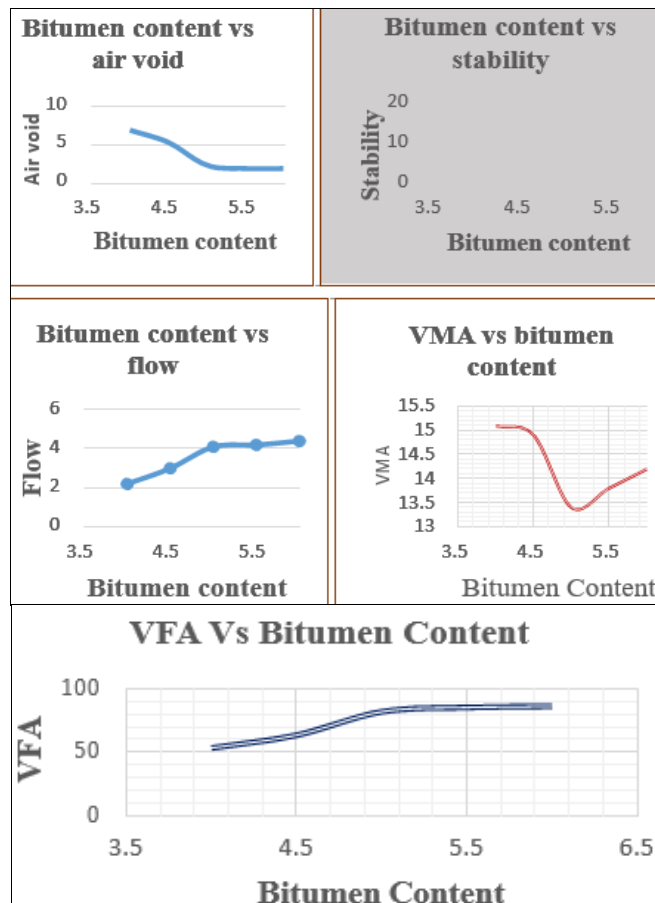 Bitumen content vs
air void
10
5
0
Air void
3.5 4.5 5.5
Bitumen content
Bitumen content vs
stability
20
10
0
Stability
3.5 4.5 5.5
Bitumen content
Bitumen content vs
flow
6
4
2
0
Flow
3.5 4.5 5.5
Bitumen content
VMA vs bitumen
content
15.5
15
14.5
14
13.5
13
VMA
3.5 4.5 5.5
Bitumen Content
VFA Vs Bitumen Content
100
50
0
VFA
3.5 4.5 5.5 6.5
Bitumen Content